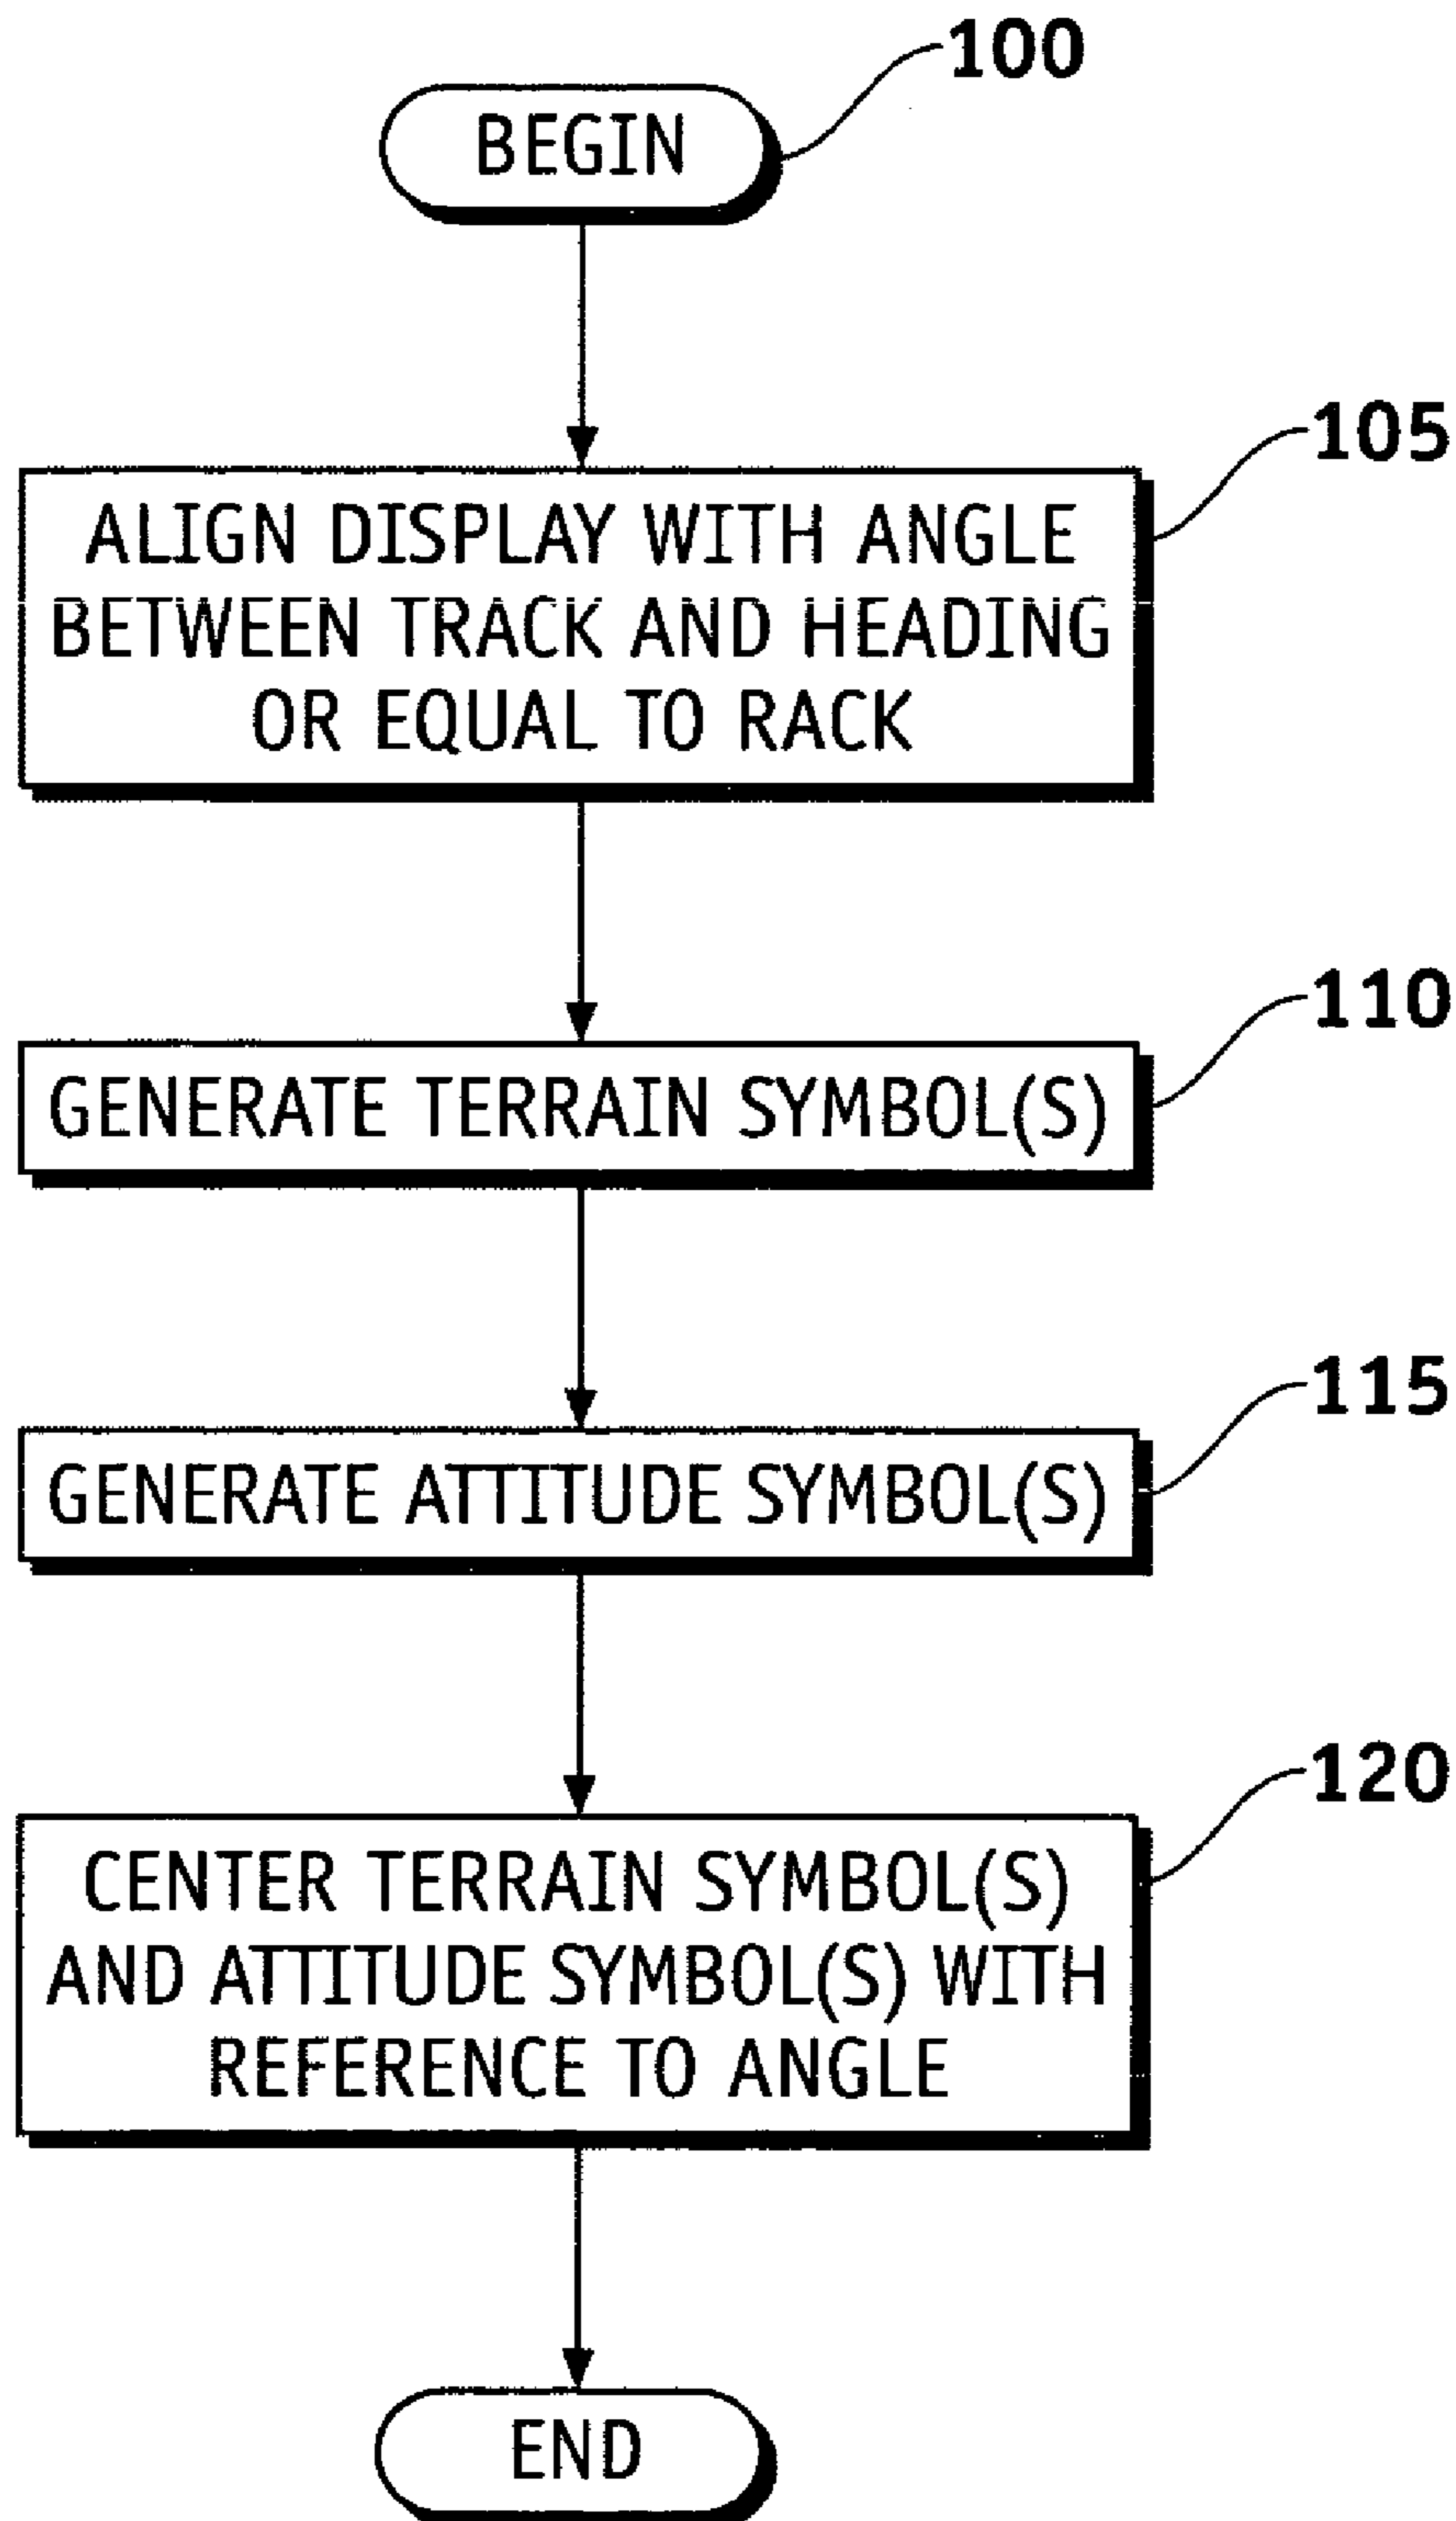 100
BEGIN
105
ALIGN DISPLAY WITH ANGLE
BETWEEN TRACK AND HEADING
OR EQUAL TO RACK
110
GENERATE TERRAIN SYMBOL(S)
115
GENERATE ATTITUDE SYMBOL(S)
120
CENTER TERRAIN SYMBOL(S)
AND ATTITUDE SYMBOL(S) WITH
REFERENCE TO ANGLE
END